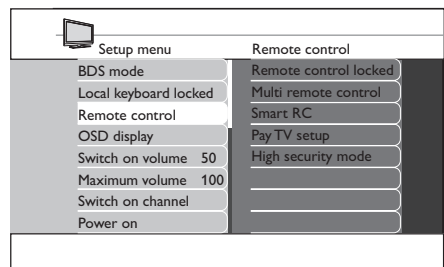 Setup menu
Remote control
BDS mode
Local keyboard locked
Remote control
OSD display
Switch on volume 50
Maximum volume 100
Switch on channel
Power on
Remote control locked
Multi remote control
Smart RC
Pay TV setup
High security mode